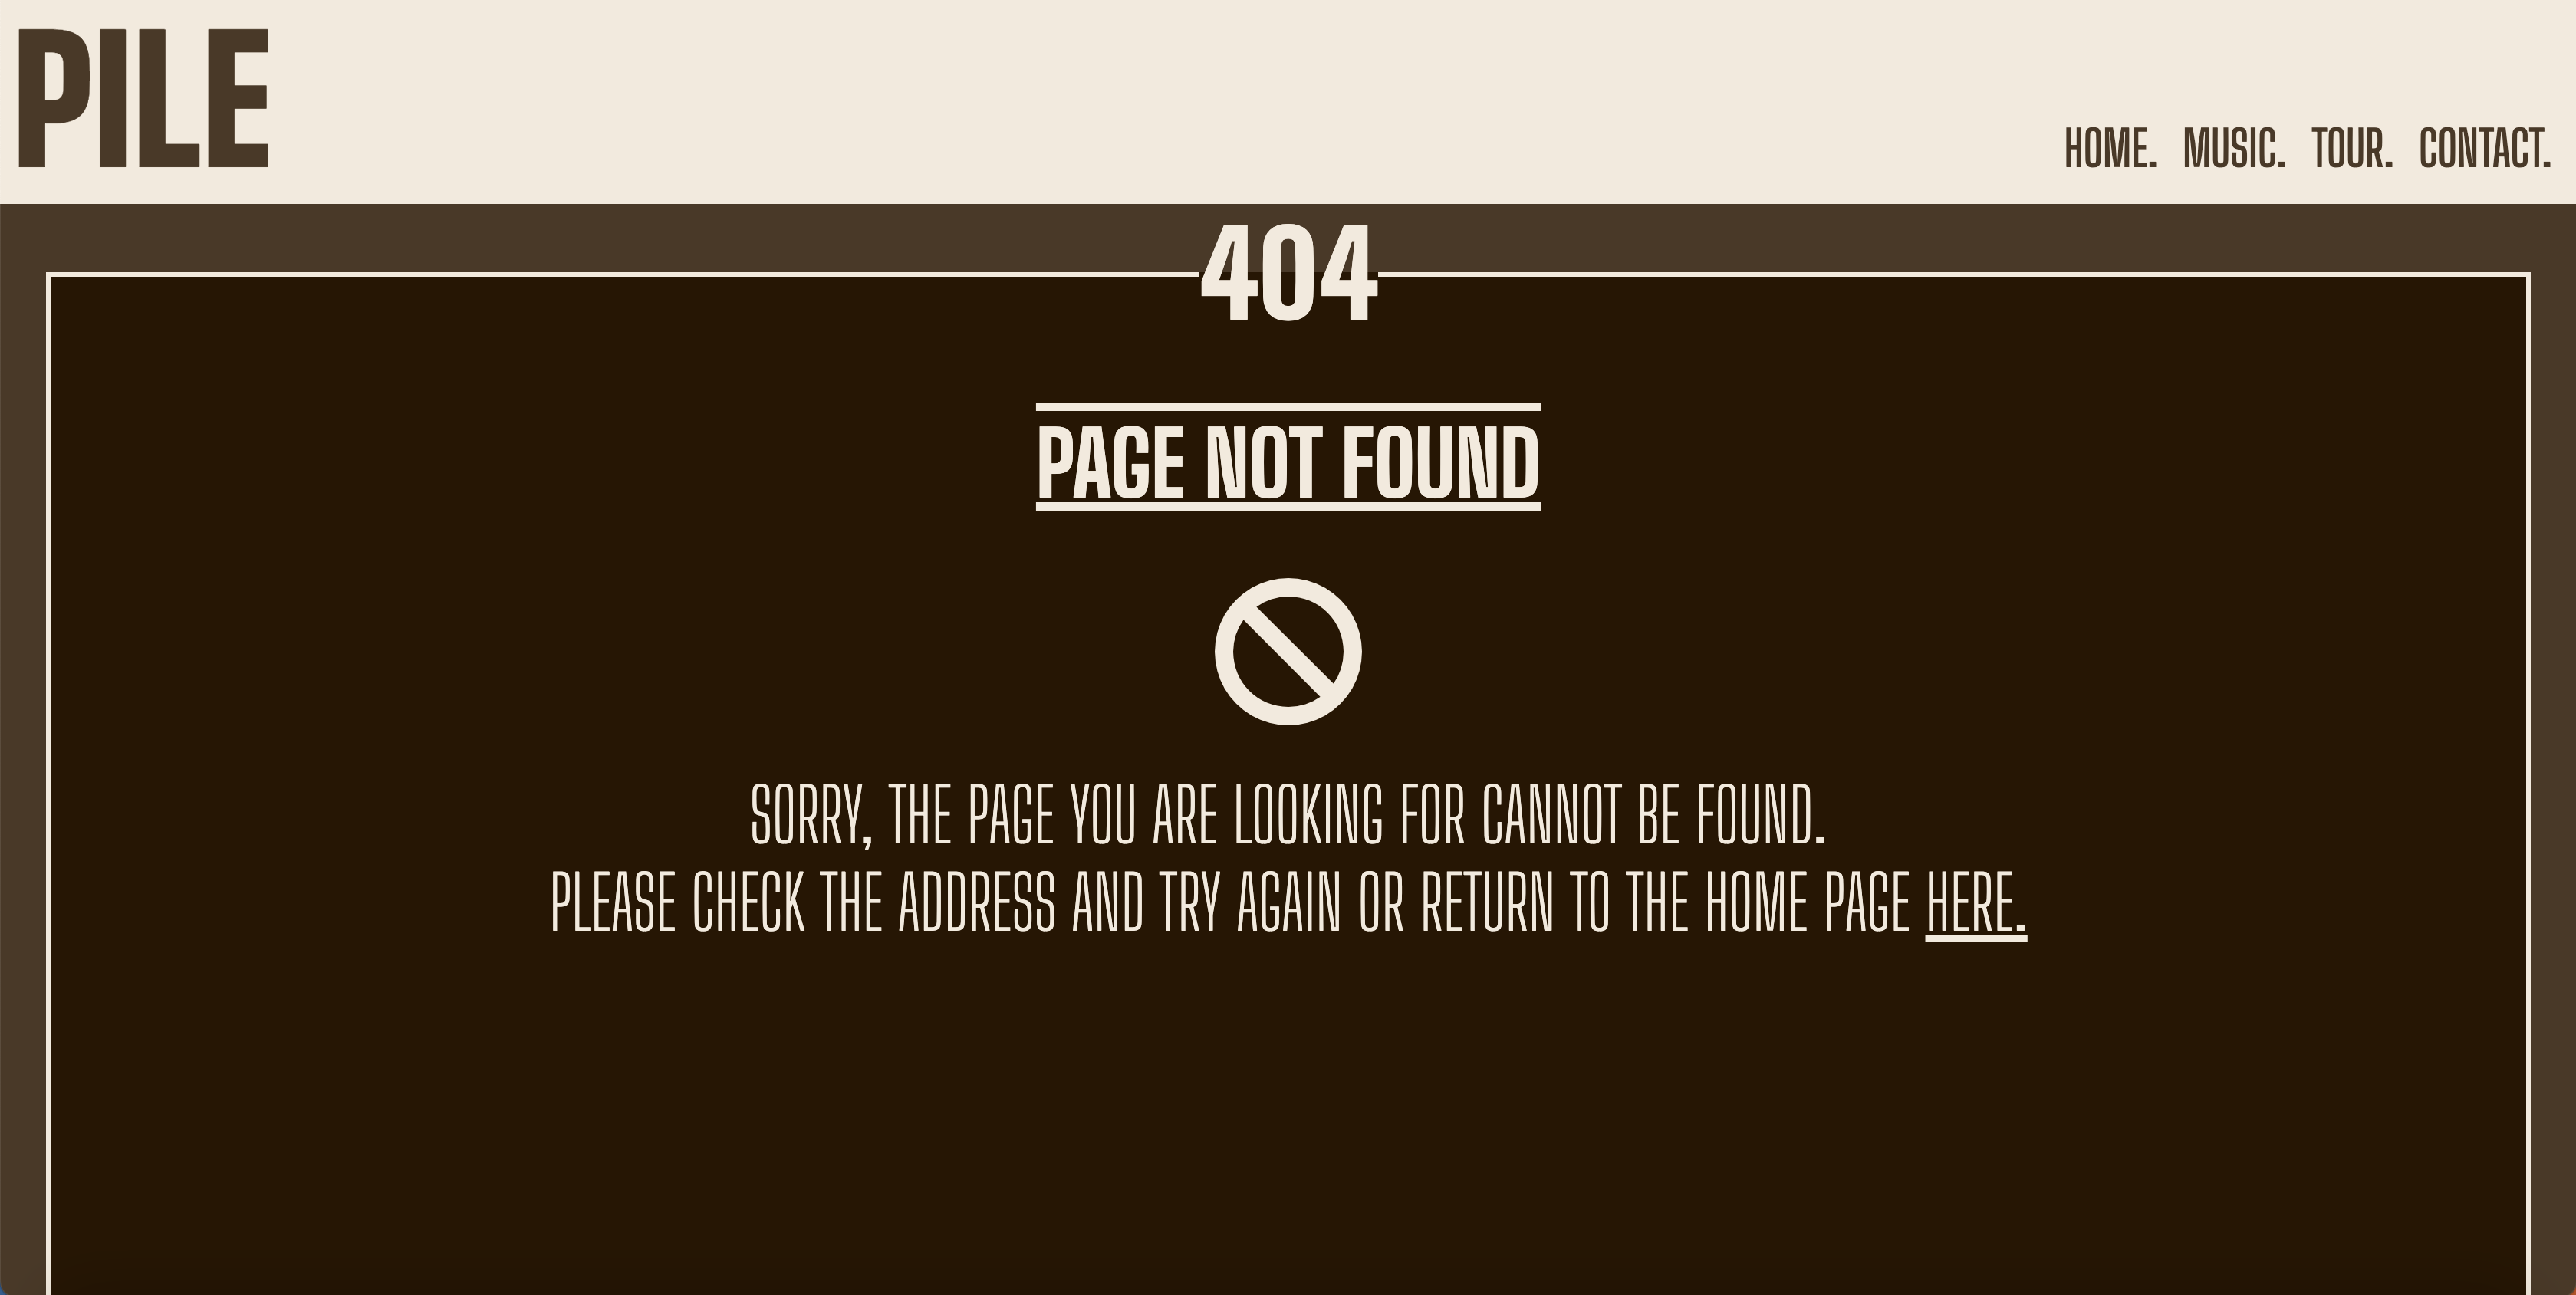 PILE
HOME. MUSIC. TOUR. CONTACT.
404
PAGE NOT FOUND
SORRY, THE PAGE YOU ARE LOOKING FOR CANNOT BE FOUND.
PLEASE CHECK THE ADDRESS AND TRY AGAIN OR RETURN TO THE HOME PAGE HERE.